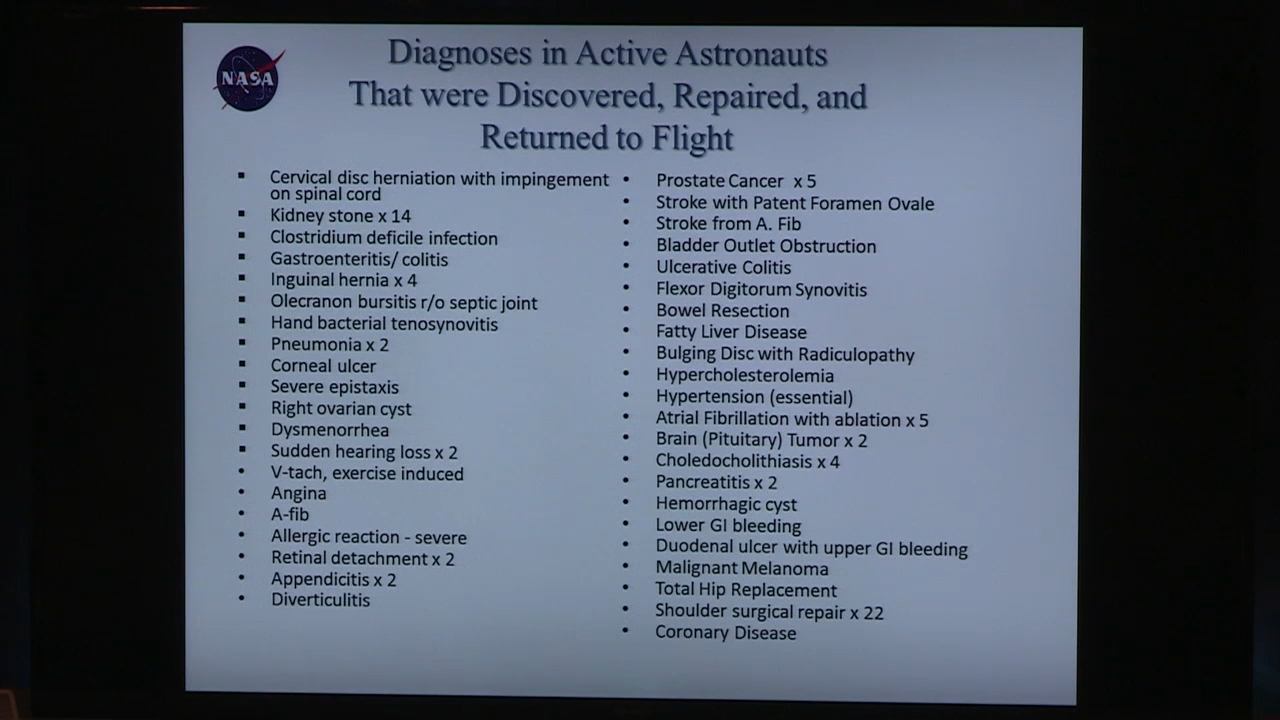 NASA
Diagnoses in Active Astronauts
That were Discovered, Repaired, and
Returned to Flight
Cervical disc herniation with impingement
on spinal cord
Kidney stone x 14
Clostridium deficile infection
Gastroenteritis/ colitis
Inguinal hernia x 4
Olecranon bursitis r/o septic joint
Hand bacterial tenosynovitis
Pneumonia x 2
Corneal ulcer
Severe epistaxis
Right ovarian cyst
Dysmenorrhea
Sudden hearing loss x 2
V-tach, exercise induced
Angina
A-fib
Allergic reaction - severe
Retinal detachment x 2
Appendicitis x 2
Diverticulitis
Prostate Cancer x 5
Stroke with Patent Foramen Ovale
Stroke from A. Fib
Bladder Outlet Obstruction
Ulcerative Colitis
Flexor Digitorum Synovitis
Bowel Resection
Fatty Liver Disease
Bulging Disc with Radiculopathy
Hypercholesterolemia
Hypertension (essential)
Atrial Fibrillation with ablation x 5
Brain (Pituitary) Tumor x 2
Choledocholithiasis x 4
Pancreatitis x 2
Hemorrhagic cyst
Lower GI bleeding
Duodenal ulcer with upper GI bleeding
Malignant Melanoma
Total Hip Replacement
Shoulder surgical repair x 22
Coronary Disease